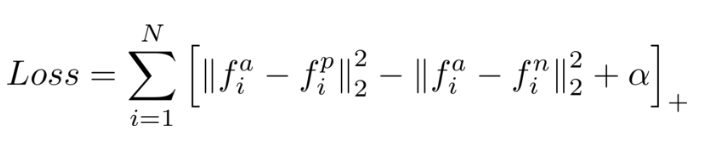 $Loss = \sum_{i=1}^{N} \left[ \| f_i^a - f_i^p \|_2^2 - \| f_i^a - f_i^n \|_2^2 + \alpha \right]_+$